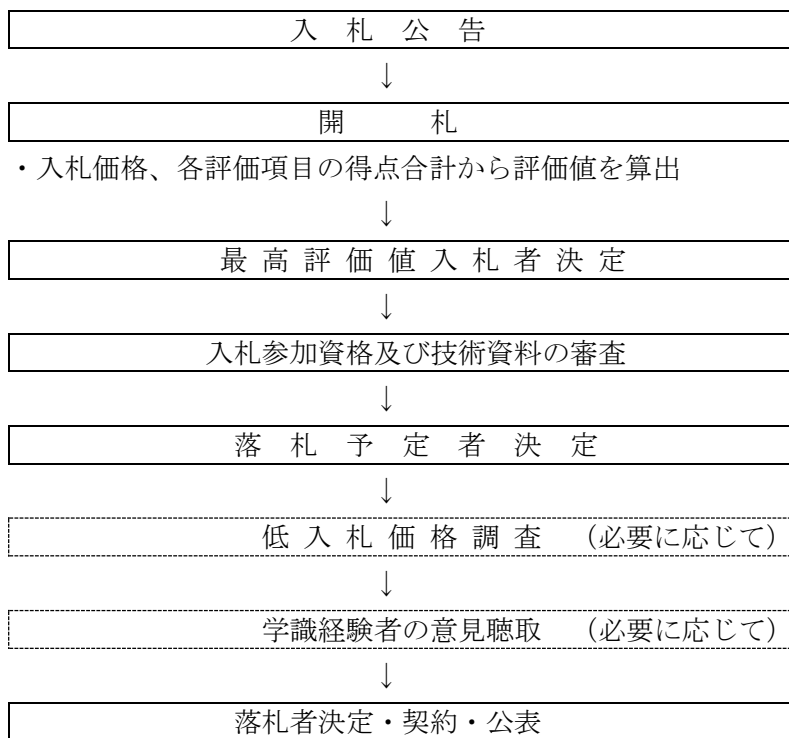 入 札 公 告
↓
開 札
・入札価格、各評価項目の得点合計から評価値を算出
↓
最 高 評 価 値 入 札 者 決 定
↓
入札参加資格及び技術資料の審査
↓
落 札 予 定 者 決 定
↓
低 入 札 価 格 調 査 (必要に応じて)
↓
学識経験者の意見聴取 (必要に応じて)
↓
落札者決定・契約・公表